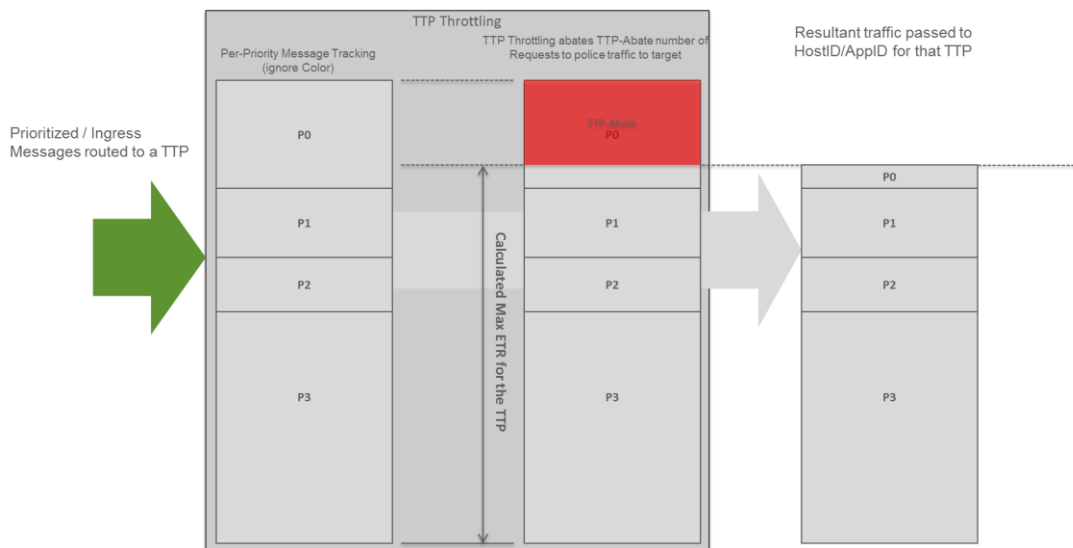 TTP Throttling
Per-Priority Message Tracking
(ignore Color)
TTP Throttling abates TTP-Abate number of
Requests to police traffic to target
Resultant traffic passed to
HostID/AppID for that TTP
Prioritized / Ingress
Messages routed to a TTP
P0
P1
P2
P3
Calculated Max ETR for the TTP
TTP-Abate
P0
P1
P2
P3
P0
P1
P2
P3